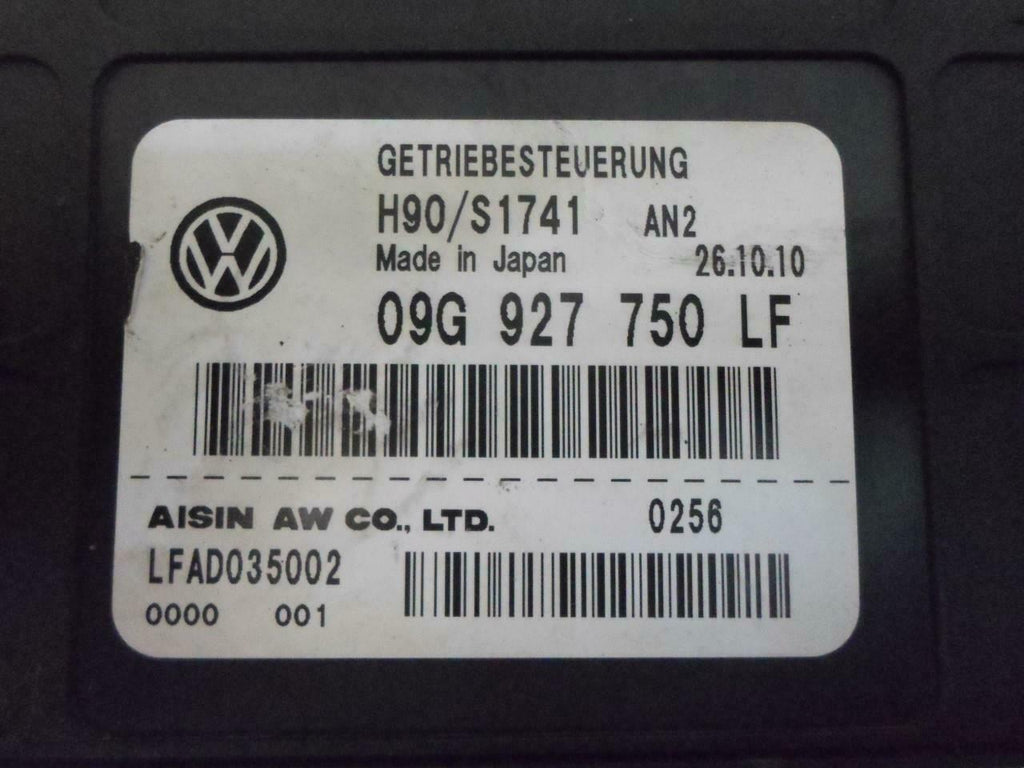 GETRIEBESTEUERUNG
H90/S1741 AN2
Made in Japan 26.10.10
09G 927 750 LF
AISIN AW CO., LTD. 0256
LFAD035002
0000 001